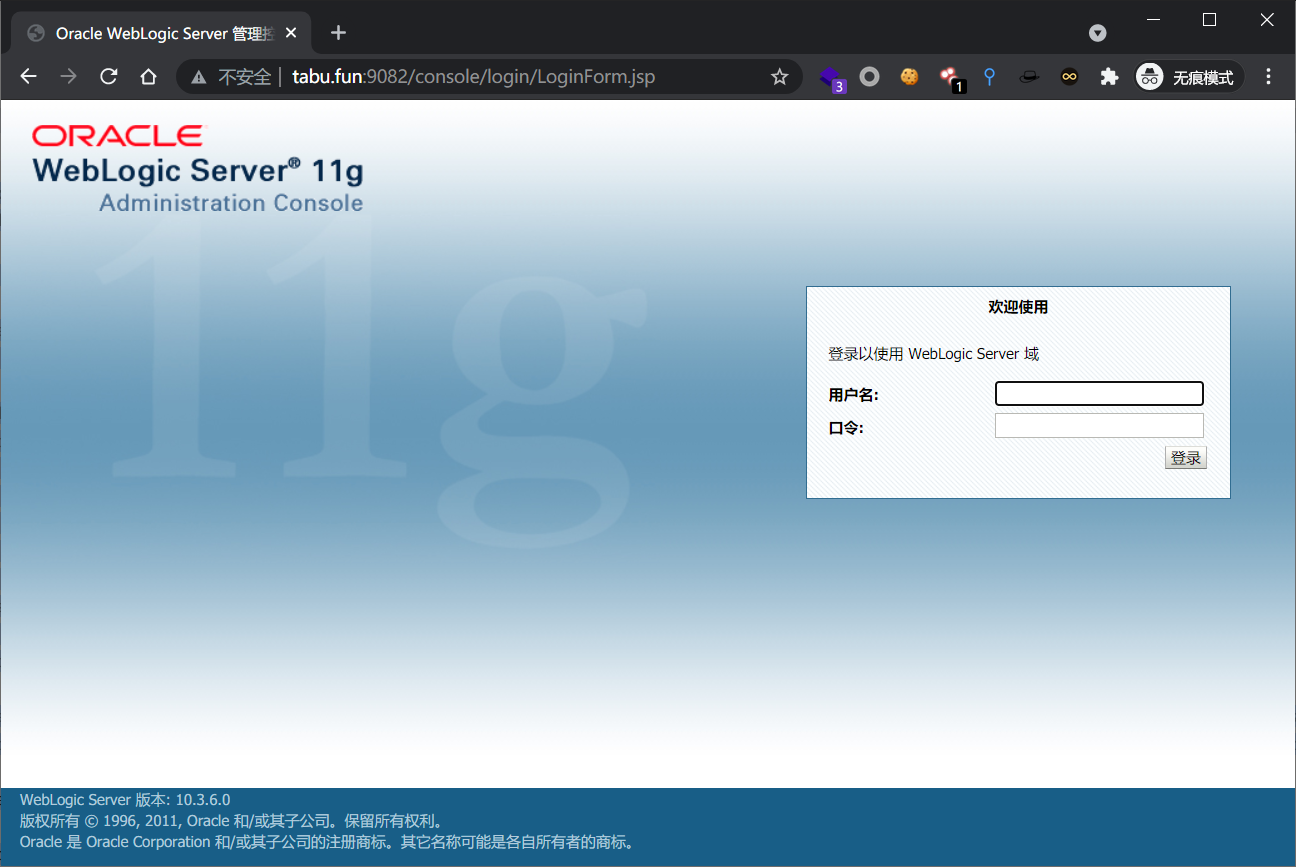 Oracle WebLogic Server 管理控
不安全 | tabu.fun:9082/console/login/LoginForm.jsp
3
1
无痕模式
ORACLE
WebLogic Server® 11g
Administration Console
11g
欢迎使用
登录以使用 WebLogic Server 域
用户名:
口令:
登录
WebLogic Server 版本: 10.3.6.0
版权所有 © 1996, 2011, Oracle 和/或其子公司。保留所有权利。
Oracle 是 Oracle Corporation 和/或其子公司的注册商标。其它名称可能是各自所有者的商标。